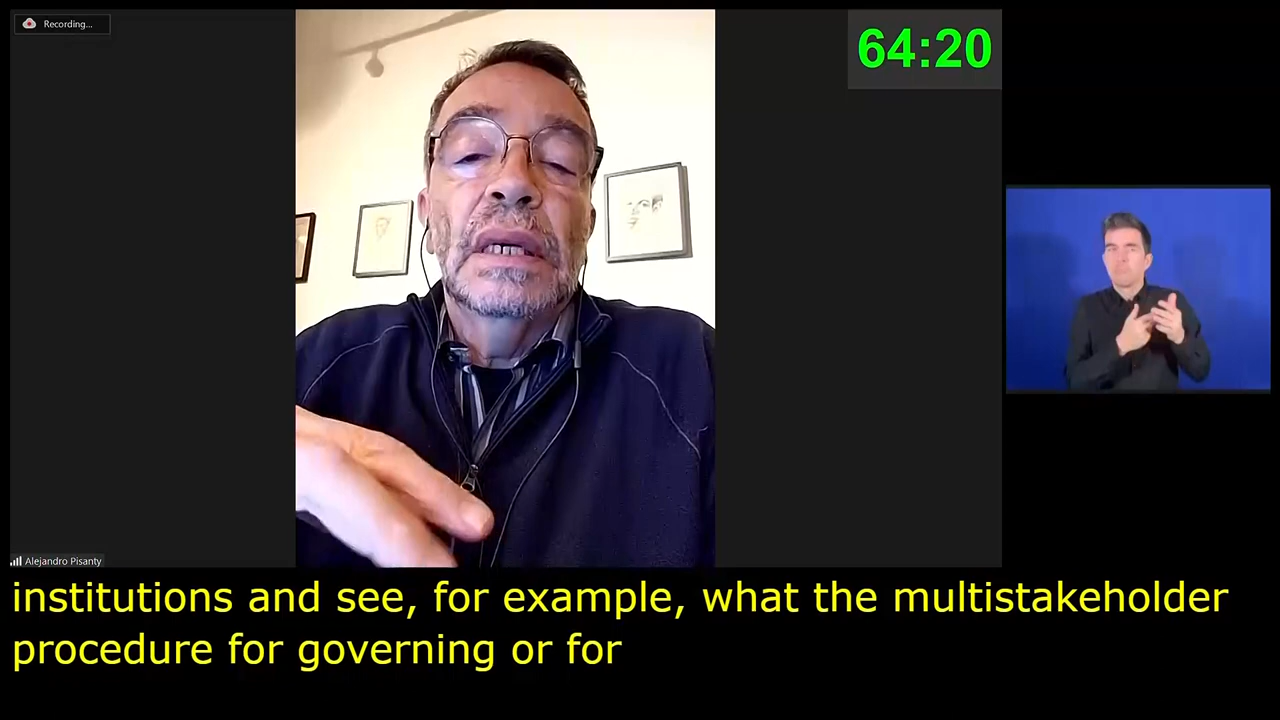 Recording...
64:20
Alejandro Pisanty
institutions and see, for example, what the multistakeholder
procedure for governing or for